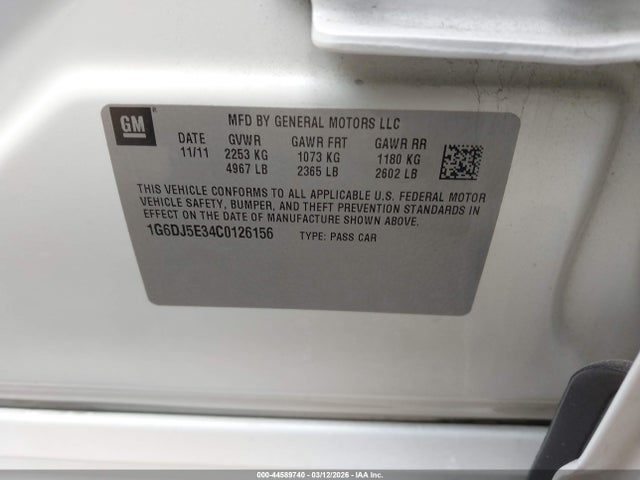 GM
MFD BY GENERAL MOTORS LLC
DATE GVWR GAWR FRT GAWR RR
11/11 2253 KG 1073 KG 1180 KG
4967 LB 2365 LB 2602 LB
THIS VEHICLE CONFORMS TO ALL APPLICABLE U.S. FEDERAL MOTOR
VEHICLE SAFETY, BUMPER, AND THEFT PREVENTION STANDARDS IN
EFFECT ON THE DATE OF MANUFACTURE SHOWN ABOVE.
1G6DJ5E34C0126156 TYPE: PASS CAR
000-44589740 - 03/12/2026 - IAA Inc.